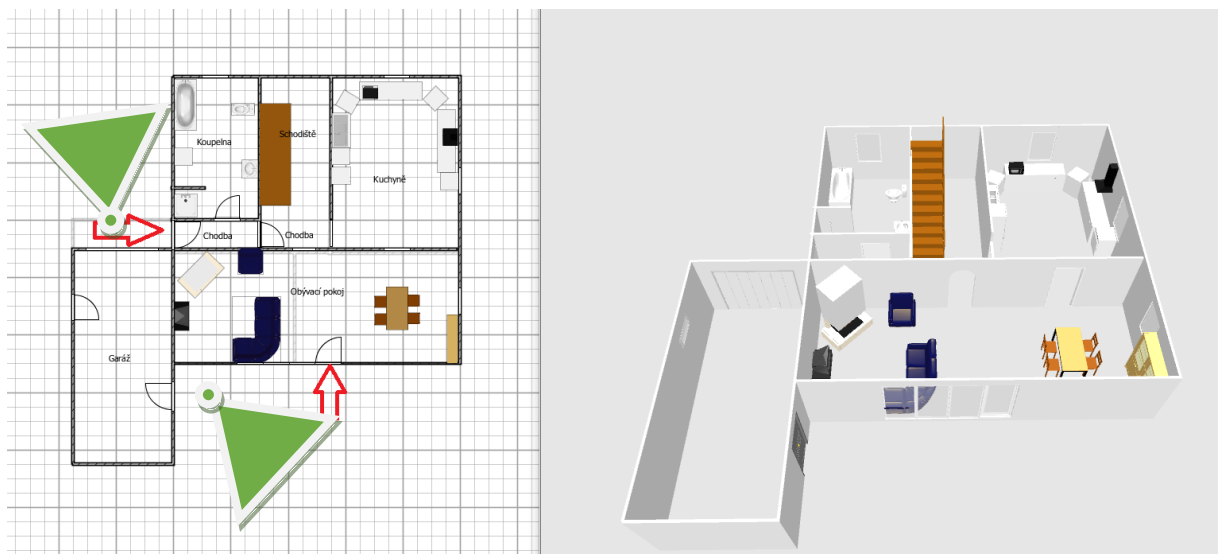 Koupelna
Schodiště
Kuchyně
Chodba
Chodba
Obývací pokoj
Garáž